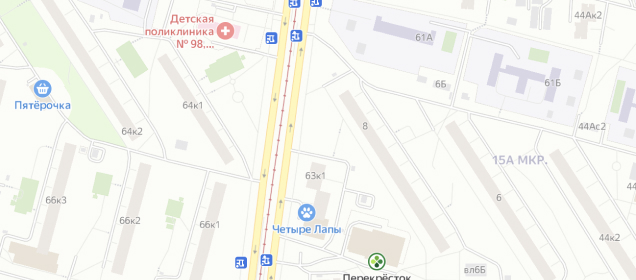 Детская
поликлиника
№ 98,...
44Ак2
61А
6Б
61Б
Пятёрочка
64к1
64к2
8
44Ас2
15А МКР.
63к1
66к3
66к2
66к1
6
Четыре Лапы
44к2
вл6Б
Перекрёсток